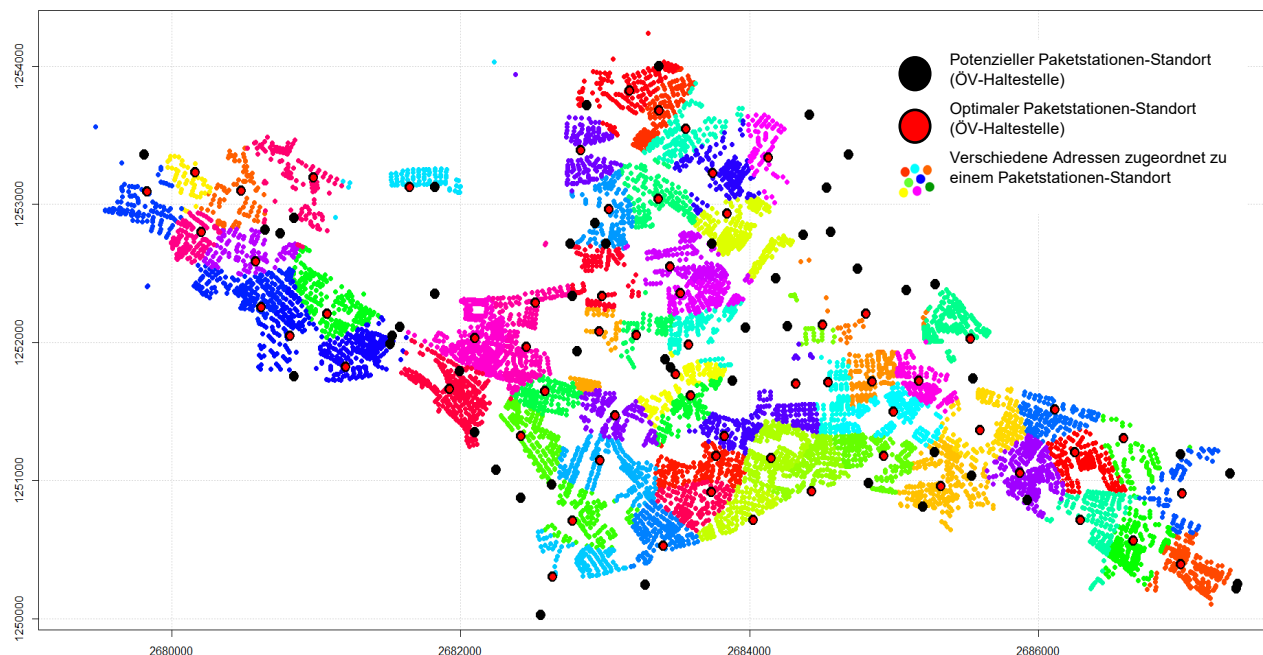 Potenzieller Paketstationen-Standort
(ÖV-Haltestelle)
Optimaler Paketstationen-Standort
(ÖV-Haltestelle)
Verschiedene Adressen zugeordnet zu
einem Paketstationen-Standort
1254000
1253000
1252000
1251000
1250000
2680000
2682000
2684000
2686000